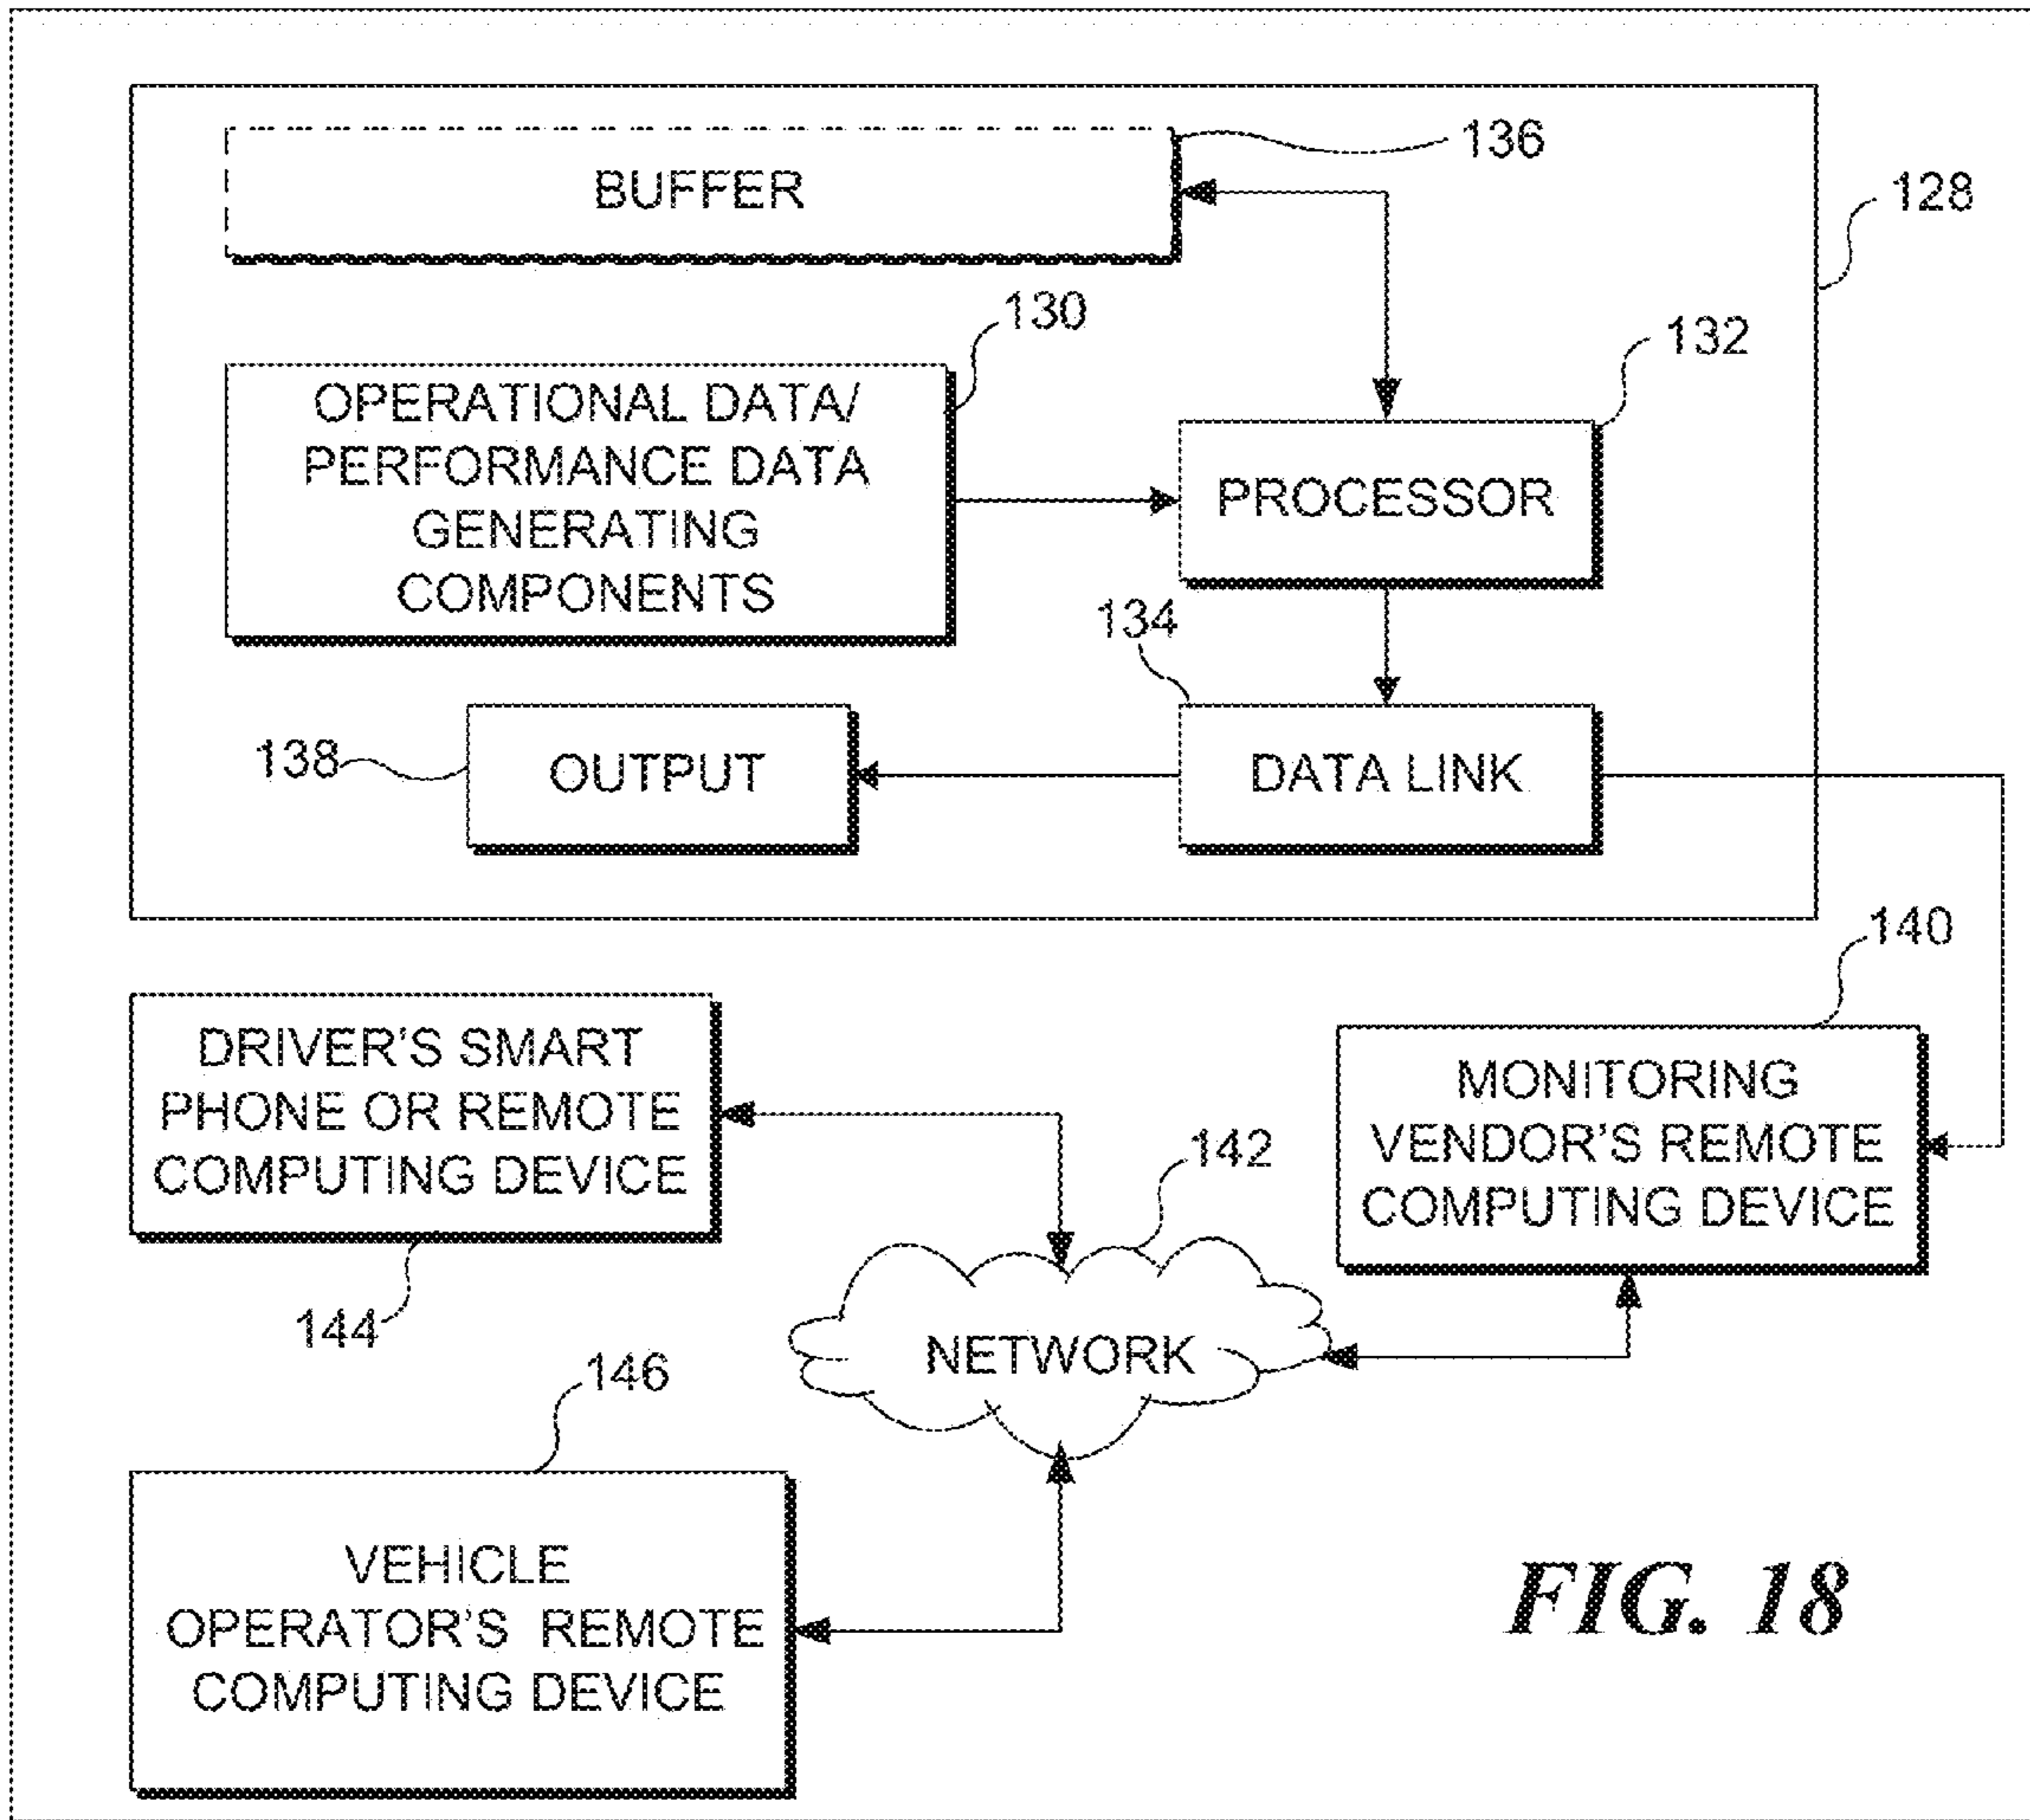 136
BUFFER
128
130
132
OPERATIONAL DATA/
PERFORMANCE DATA
GENERATING
COMPONENTS
PROCESSOR
134
138
OUTPUT
DATA LINK
140
DRIVER'S SMART
PHONE OR REMOTE
COMPUTING DEVICE
MONITORING
VENDOR'S REMOTE
COMPUTING DEVICE
142
144
NETWORK
146
VEHICLE
OPERATOR'S REMOTE
COMPUTING DEVICE
FIG. 18